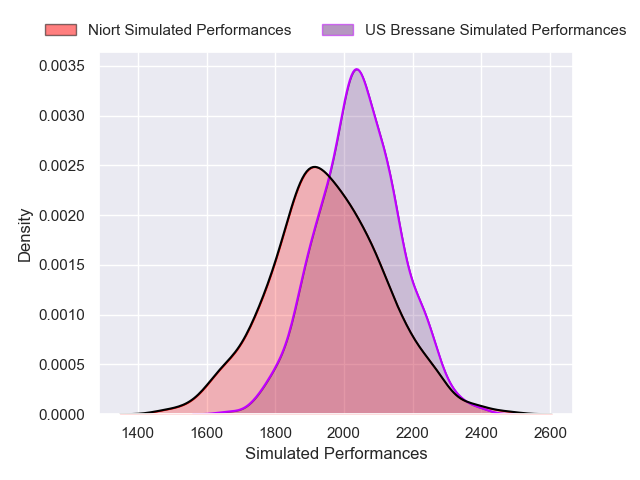 Niort Simulated Performances US Bressane Simulated Performances
0.0035
0.0030
0.0025
0.0020
0.0015
0.0010
0.0005
0.0000
Density
1400 1600 1800 2000 2200 2400 2600
Simulated Performances